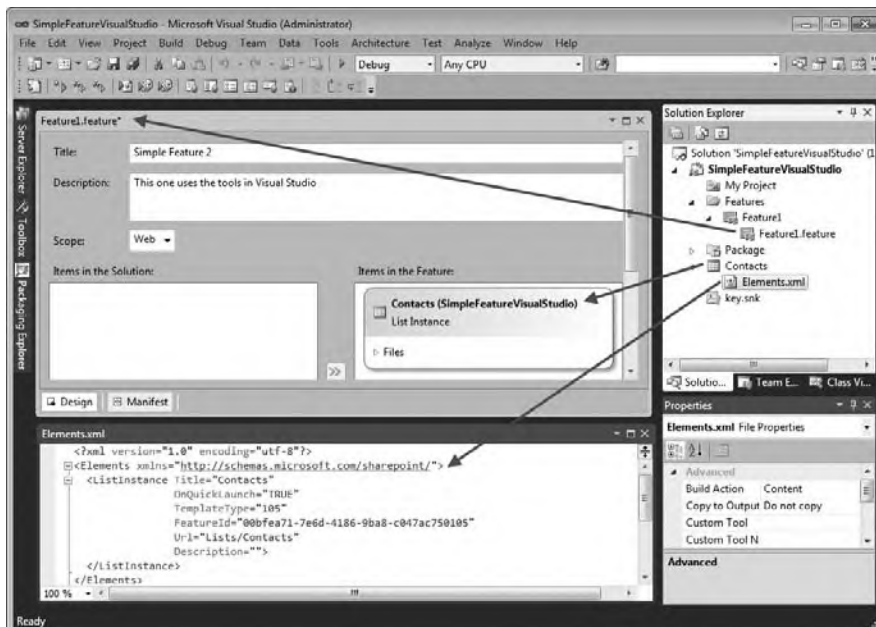 SimpleFeatureVisualStudio - Microsoft Visual Studio (Administrator)
File Edit View Project Build Debug Team Data Tools Architecture Test Analyze Window Help
Debug
Any CPU
Server Explorer
Toolbox
Packaging Explorer
Feature1.feature*
Title:
Simple Feature 2
Description:
This one uses the tools in Visual Studio
Scope:
Web
Items in the Solution:
Items in the Feature:
Contacts (SimpleFeatureVisualStudio)
List Instance
Files
Design
Manifest
Elements.xml
<?xml version="1.0" encoding="utf-8"?>
<Elements xmlns="http://schemas.microsoft.com/sharepoint/">
<ListInstance Title="Contacts"
OnQuickLaunch="TRUE"
TemplateType="105"
FeatureId="00bfea71-7e6d-4186-9ba8-c047ac750105"
Url="Lists/Contacts"
Description="">
</ListInstance>
</Elements>
100 %
Solution Explorer
Solution 'SimpleFeatureVisualStudio' (1
SimpleFeatureVisualStudio
My Project
Features
Feature1
Feature1.feature
Package
Contacts
Elements.xml
key.snk
Solutio...
Team E...
Class Vi...
Properties
Elements.xml File Properties
Advanced
Build Action Content
Copy to Output Do not copy
Custom Tool
Custom Tool N
Advanced
Ready